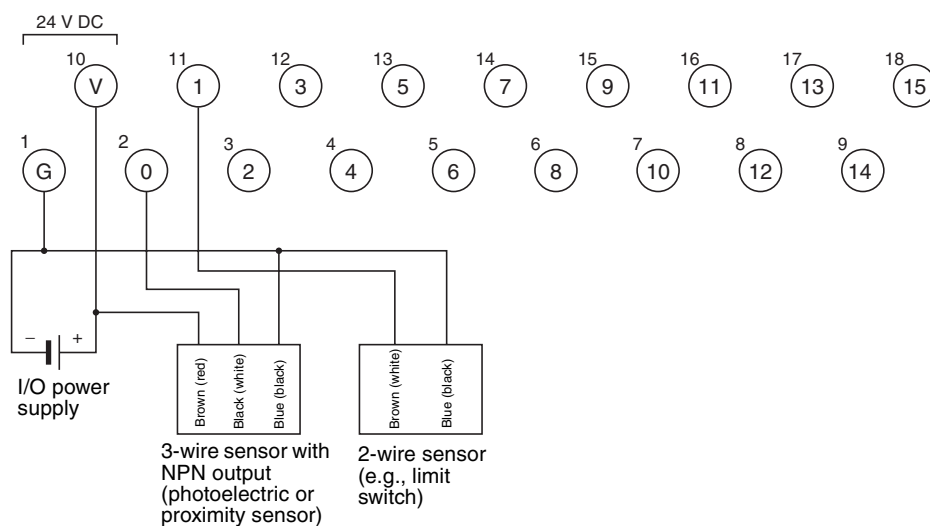 24 V DC
10 11 12 13 14 15 16 17 18
V 1 3 5 7 9 11 13 15
1 2 3 4 5 6 7 8 9
G 0 2 4 6 8 10 12 14
– +
I/O power
supply
Brown (red)
Black (white)
Blue (black)
Brown (white)
Blue (black)
3-wire sensor with
NPN output
(photoelectric or
proximity sensor)
2-wire sensor
(e.g., limit
switch)